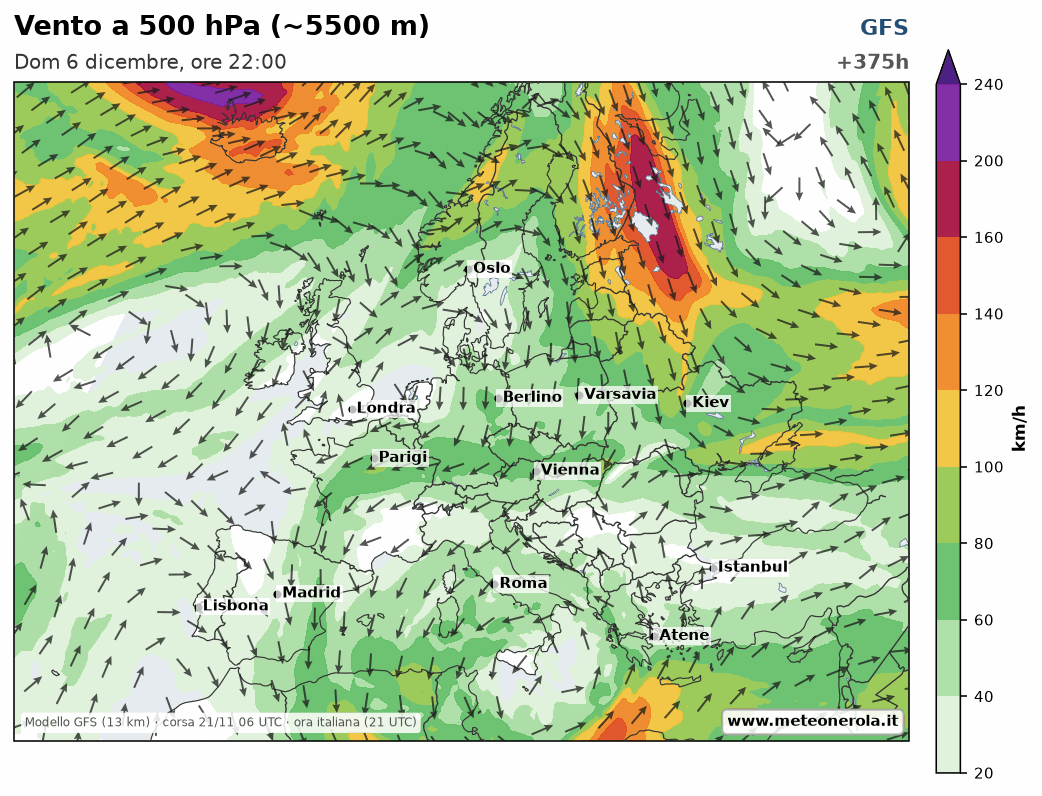 Vento a 500 hPa (~5500 m)
GFS
Dom 6 dicembre, ore 22:00
+375h
240
200
160
140
120
100
80
60
40
20
km/h
Oslo
Berlino
Varsavia
Kiev
Londra
Parigi
Vienna
Istanbul
Roma
Madrid
Lisbona
Atene
Modello GFS (13 km) · corsa 21/11 06 UTC · ora italiana (21 UTC)
www.meteonerola.it